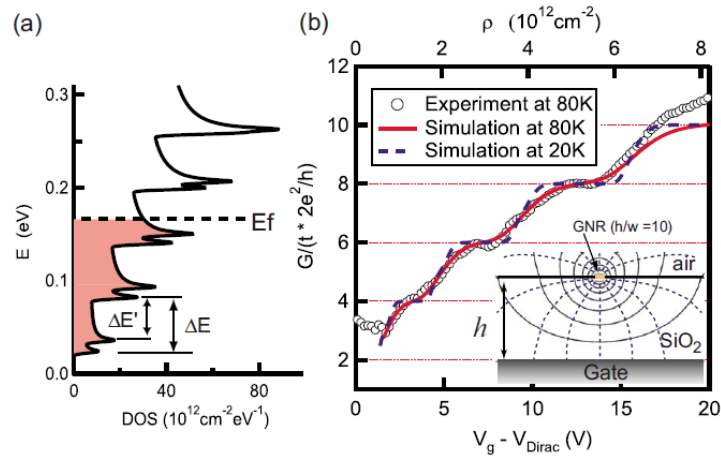 (a)
E (eV)
0.3
0.2
0.1
0.0
Ef
ΔE'
ΔE
0
40
80
DOS (10¹²cm⁻²eV⁻¹)
(b)
ρ (10¹²cm⁻²)
0
2
4
6
8
G/(t * 2e²/h)
12
10
8
6
4
2
Experiment at 80K
Simulation at 80K
Simulation at 20K
GNR (h/w =10)
air
h
SiO₂
Gate
0
5
10
15
20
V_g - V_Dirac (V)